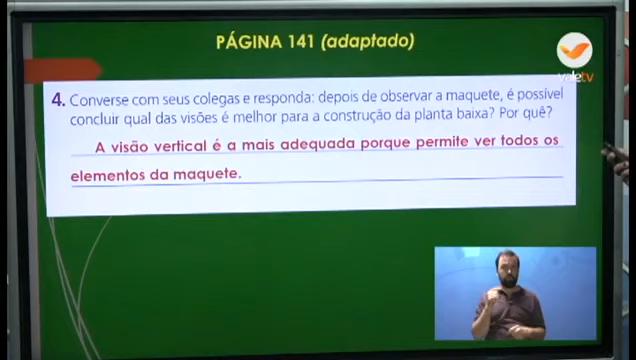 PÁGINA 141 (adaptado)
valetv
4. Converse com seus colegas e responda: depois de observar a maquete, é possível
concluir qual das visões é melhor para a construção da planta baixa? Por quê?
A visão vertical é a mais adequada porque permite ver todos os
elementos da maquete.